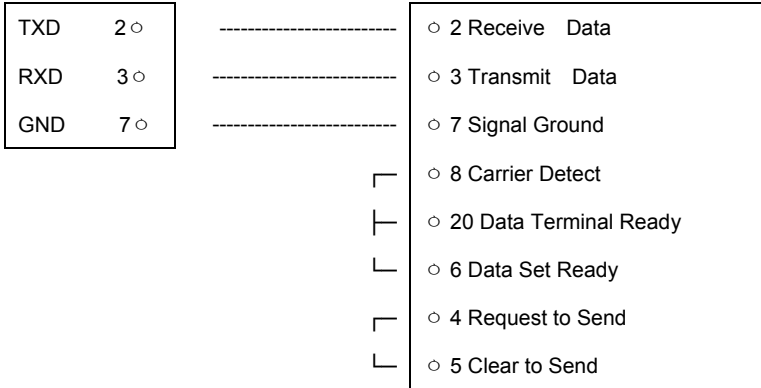 TXD 2 2 Receive Data
RXD 3 3 Transmit Data
GND 7 7 Signal Ground
8 Carrier Detect
20 Data Terminal Ready
6 Data Set Ready
4 Request to Send
5 Clear to Send